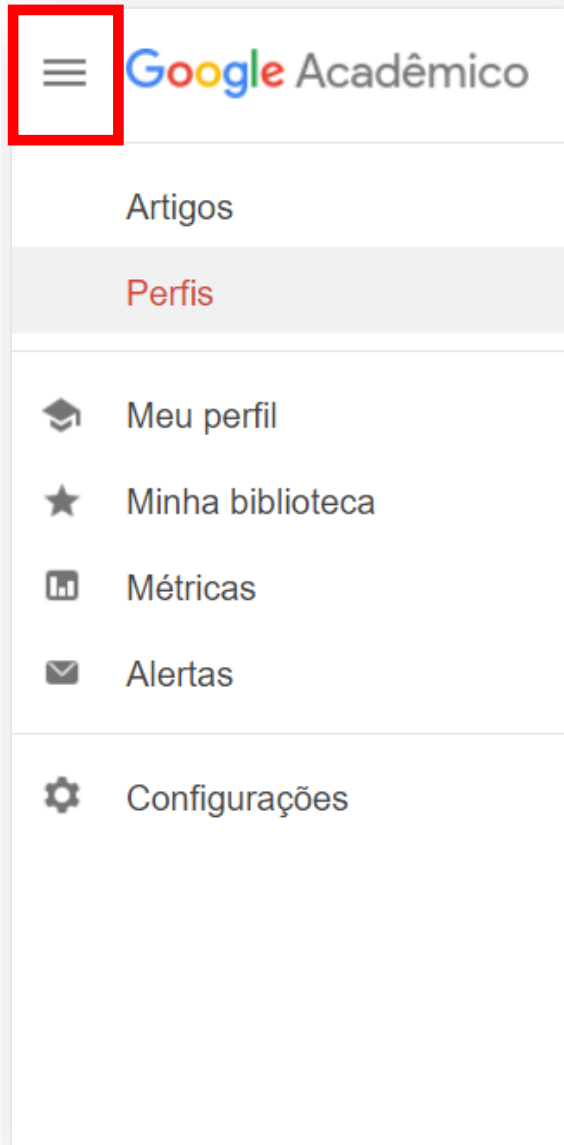 Google Acadêmico
Artigos
Perfis
Meu perfil
Minha biblioteca
Métricas
Alertas
Configurações